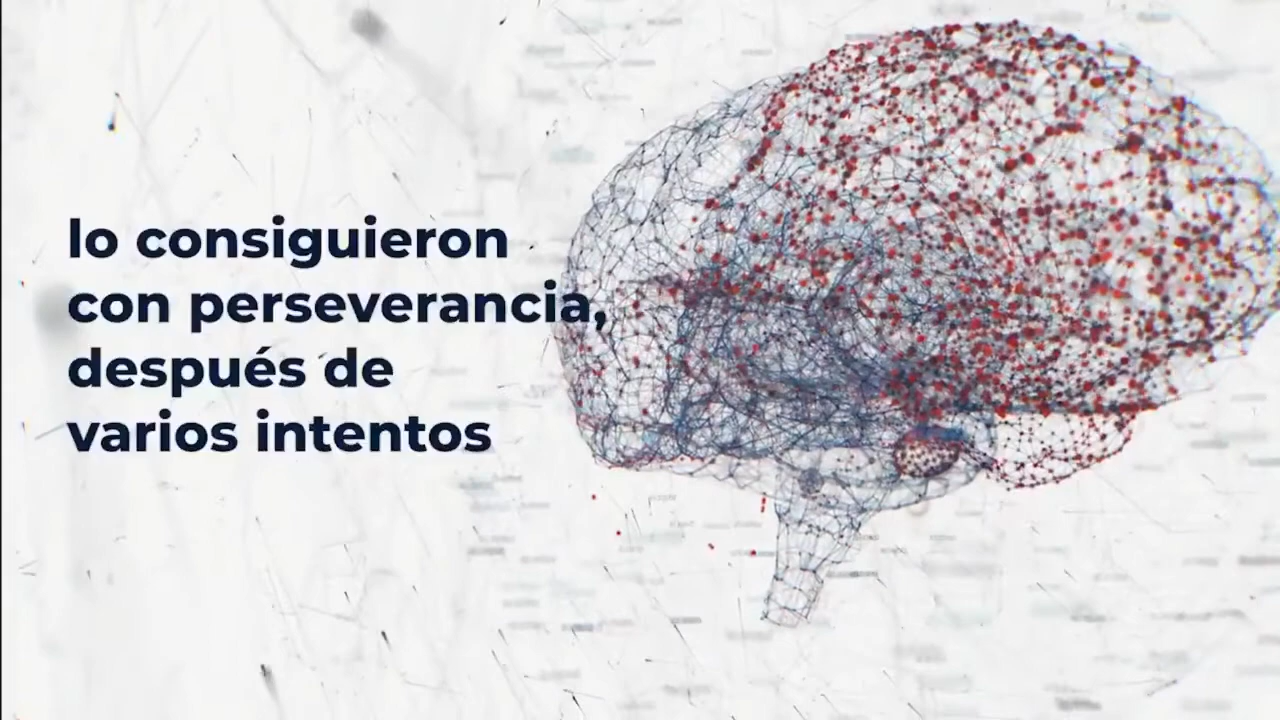 lo consiguieron
con perseverancia,
después de
varios intentos